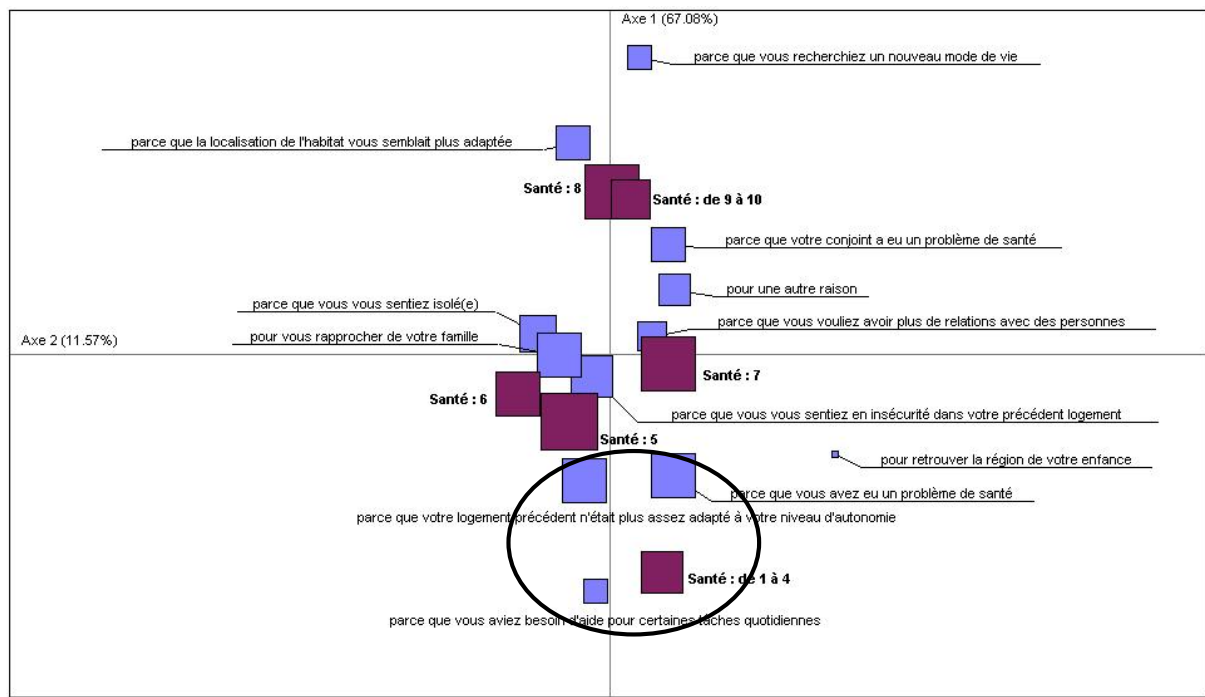 Axe 1 (67.08%)
parce que vous recherchiez un nouveau mode de vie
parce que la localisation de l'habitat vous semblait plus adaptée
Santé : 8
Santé : de 9 à 10
parce que votre conjoint a eu un problème de santé
pour une autre raison
parce que vous vous sentiez isolé(e)
parce que vous vouliez avoir plus de relations avec des personnes
pour vous rapprocher de votre famille
Axe 2 (11.57%)
Santé : 7
Santé : 6
parce que vous vous sentiez en insécurité dans votre précédent logement
Santé : 5
pour retrouver la région de votre enfance
parce que vous avez eu un problème de santé
parce que votre logement précédent n'était plus assez adapté à votre niveau d'autonomie
Santé : de 1 à 4
parce que vous aviez besoin d'aide pour certaines tâches quotidiennes